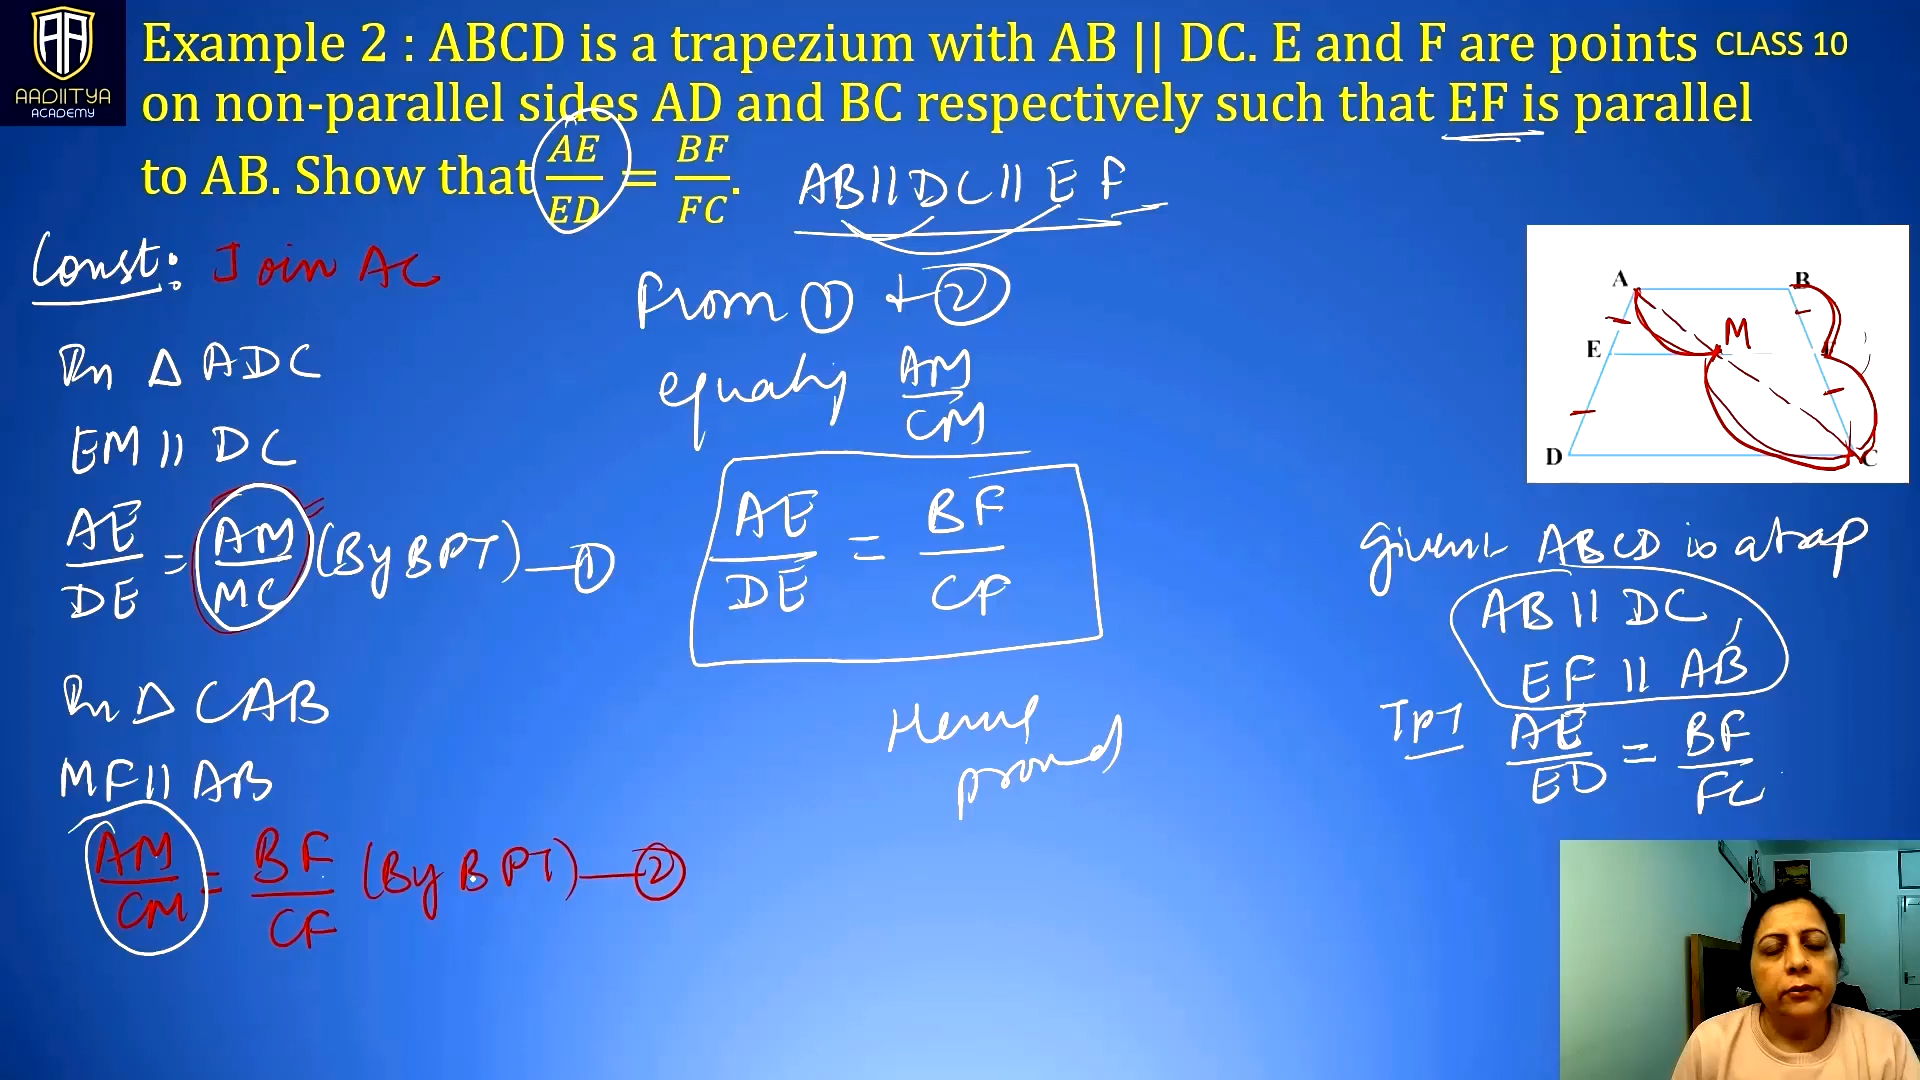 AADIITYA
ACADEMY
Example 2 : ABCD is a trapezium with AB || DC. E and F are points
CLASS 10
on non-parallel sides AD and BC respectively such that EF is parallel
to AB. Show that AE/ED = BF/FC.
AB || DC || EF
Const: Join AC
In △ ADC
EM || DC
AE/DE = AM/MC (By BPT) — ①
In △ CAB
MF || AB
AM/CM = BF/CF (By BPT) — ②
From ① + ②
equating AM/CM
AE/DE = BF/CF
Hence
proved
A B
E M
D C
Given:- ABCD is a trap
AB || DC,
EF || AB
TPT AE/ED = BF/FC